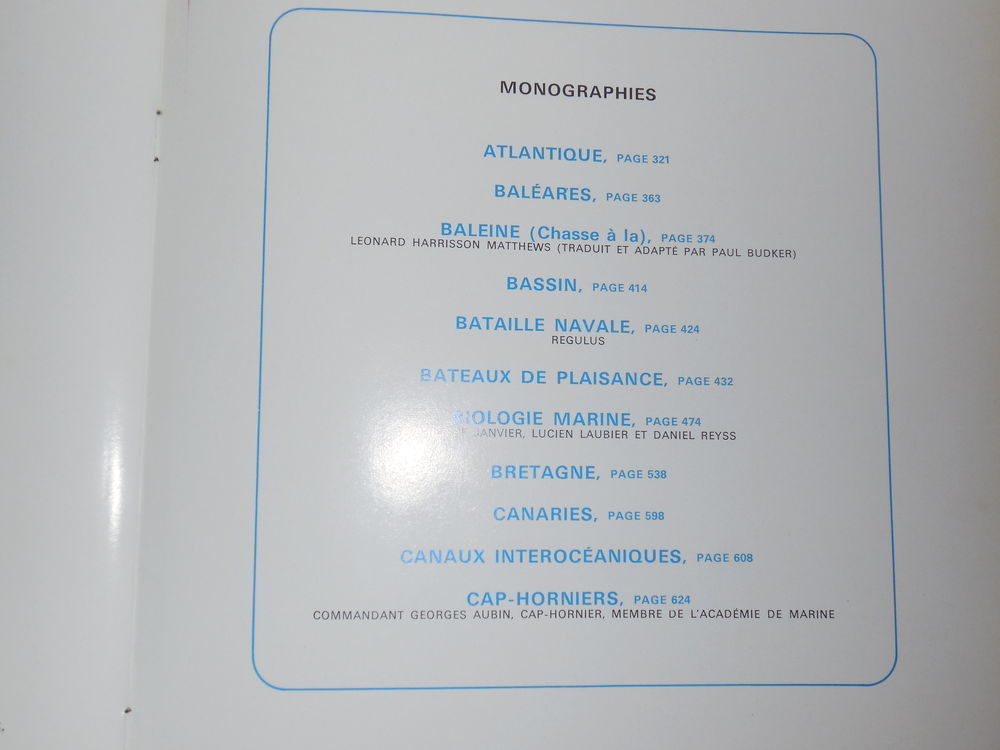 MONOGRAPHIES
ATLANTIQUE, PAGE 321
BALÉARES, PAGE 363
BALEINE (Chasse à la), PAGE 374
LEONARD HARRISSON MATTHEWS (TRADUIT ET ADAPTÉ PAR PAUL BUDKER)
BASSIN, PAGE 414
BATAILLE NAVALE, PAGE 424
REGULUS
BATEAUX DE PLAISANCE, PAGE 432
BIOLOGIE MARINE, PAGE 474
JANVIER, LUCIEN LAUBIER ET DANIEL REYSS
BRETAGNE, PAGE 538
CANARIES, PAGE 598
CANAUX INTEROCÉANIQUES, PAGE 608
CAP-HORNIERS, PAGE 624
COMMANDANT GEORGES AUBIN, CAP-HORNIER, MEMBRE DE L'ACADÉMIE DE MARINE